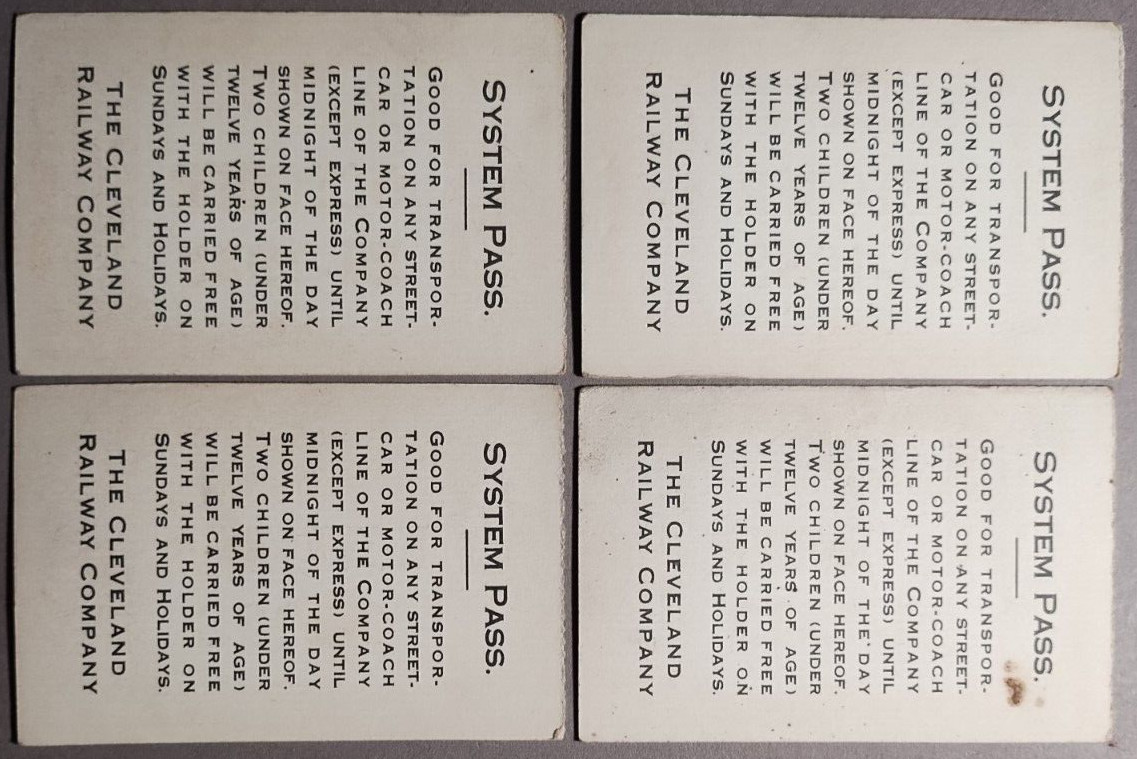 SYSTEM PASS.
GOOD FOR TRANSPOR-
TATION ON ANY STREET-
CAR OR MOTOR-COACH
LINE OF THE COMPANY
(EXCEPT EXPRESS) UNTIL
MIDNIGHT OF THE DAY
SHOWN ON FACE HEREOF.
TWO CHILDREN (UNDER
TWELVE YEARS OF AGE)
WILL BE CARRIED FREE
WITH THE HOLDER ON
SUNDAYS AND HOLIDAYS.
THE CLEVELAND
RAILWAY COMPANY
SYSTEM PASS.
GOOD FOR TRANSPOR-
TATION ON ANY STREET-
CAR OR MOTOR-COACH
LINE OF THE COMPANY
(EXCEPT EXPRESS) UNTIL
MIDNIGHT OF THE DAY
SHOWN ON FACE HEREOF.
TWO CHILDREN (UNDER
TWELVE YEARS OF AGE)
WILL BE CARRIED FREE
WITH THE HOLDER ON
SUNDAYS AND HOLIDAYS.
THE CLEVELAND
RAILWAY COMPANY
SYSTEM PASS.
GOOD FOR TRANSPOR-
TATION ON ANY STREET-
CAR OR MOTOR-COACH
LINE OF THE COMPANY
(EXCEPT EXPRESS) UNTIL
MIDNIGHT OF THE DAY
SHOWN ON FACE HEREOF.
TWO CHILDREN (UNDER
TWELVE YEARS OF AGE)
WILL BE CARRIED FREE
WITH THE HOLDER ON
SUNDAYS AND HOLIDAYS.
THE CLEVELAND
RAILWAY COMPANY
SYSTEM PASS.
GOOD FOR TRANSPOR-
TATION ON ANY STREET-
CAR OR MOTOR-COACH
LINE OF THE COMPANY
(EXCEPT EXPRESS) UNTIL
MIDNIGHT OF THE DAY
SHOWN ON FACE HEREOF.
TWO CHILDREN (UNDER
TWELVE YEARS OF AGE)
WILL BE CARRIED FREE
WITH THE HOLDER ON
SUNDAYS AND HOLIDAYS.
THE CLEVELAND
RAILWAY COMPANY